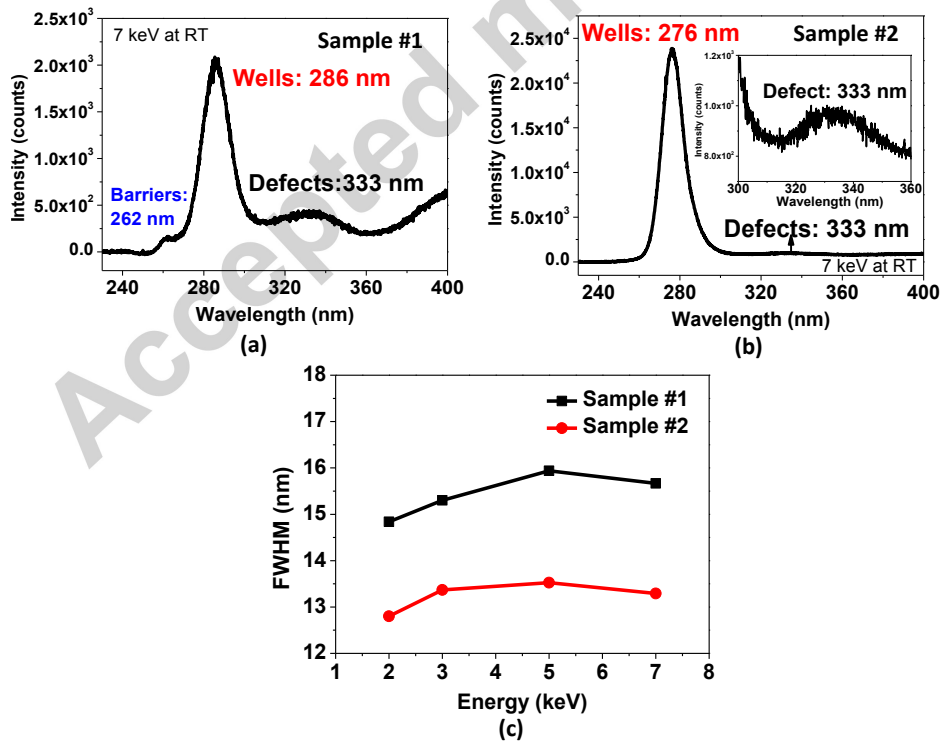 Accepted m
2.5x10³
2.0x10³
1.5x10³
1.0x10³
5.0x10²
0.0
Intensity (counts)
7 keV at RT
Sample #1
Wells: 286 nm
Barriers:
262 nm
Defects:333 nm
240
280
320
360
400
Wavelength (nm)
(a)
2.5x10⁴
2.0x10⁴
1.5x10⁴
1.0x10⁴
5.0x10³
0.0
Intensity (counts)
Wells: 276 nm
Sample #2
1.2x10³
1.0x10³
8.0x10²
Intensity (counts)
Defect: 333 nm
300
320
340
360
Wavelength (nm)
Defects: 333 nm
7 keV at RT
240
280
320
360
400
Wavelength (nm)
(b)
18
17
16
15
14
13
12
FWHM (nm)
Sample #1
Sample #2
1
2
3
4
5
6
7
8
Energy (keV)
(c)